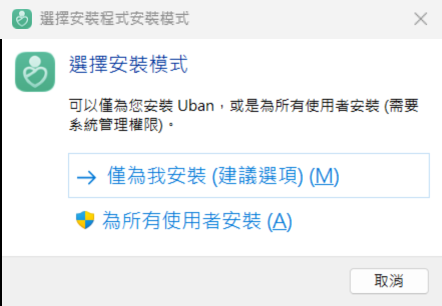 選擇安裝程式安裝模式
選擇安裝模式
可以僅為您安裝 Uban，或是為所有使用者安裝 (需要
系統管理權限)。
僅為我安裝 (建議選項) (M)
為所有使用者安裝 (A)
取消